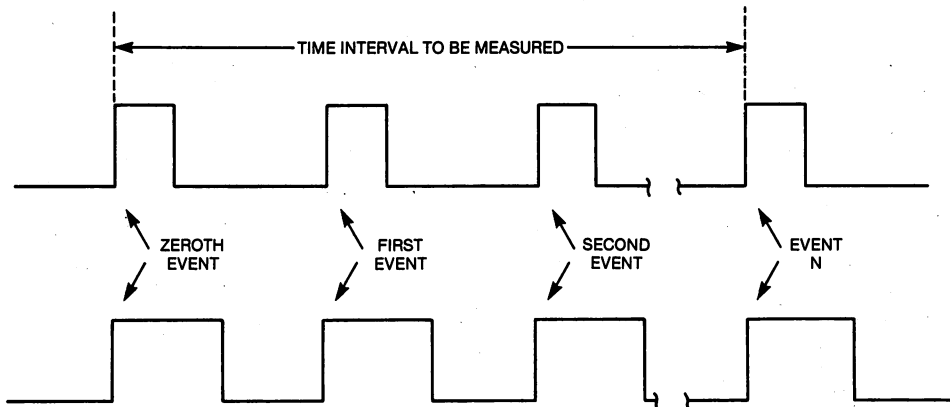 TIME INTERVAL TO BE MEASURED
ZEROTH
EVENT
FIRST
EVENT
SECOND
EVENT
EVENT
N